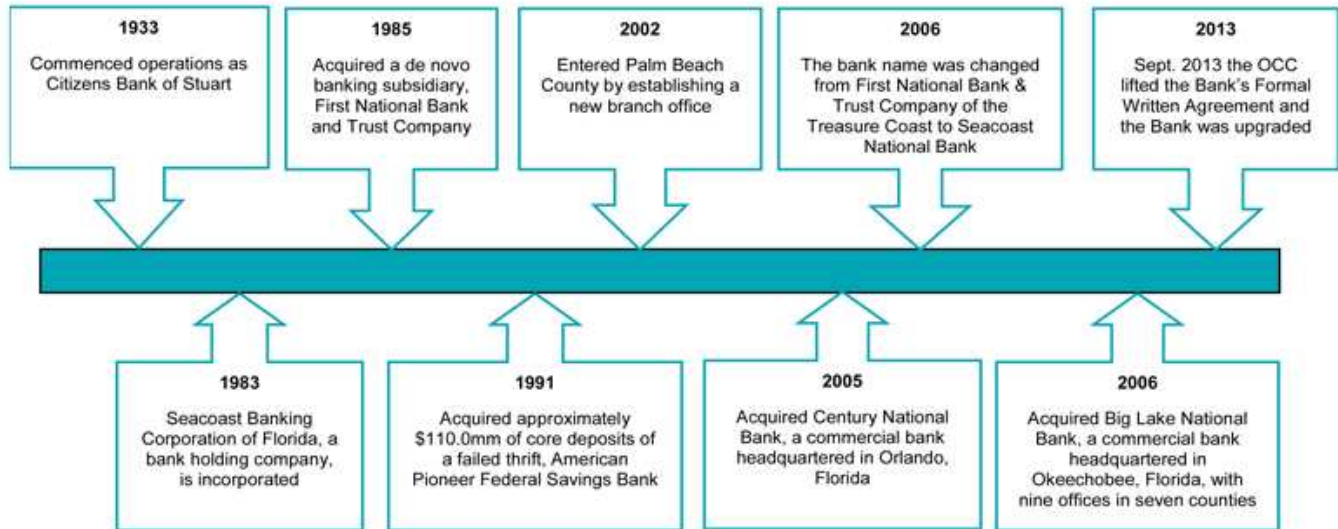 1933
Commenced operations as
Citizens Bank of Stuart
1985
Acquired a de novo
banking subsidiary,
First National Bank
and Trust Company
2002
Entered Palm Beach
County by establishing a
new branch office
2006
The bank name was changed
from First National Bank &
Trust Company of the
Treasure Coast to Seacoast
National Bank
2013
Sept. 2013 the OCC
lifted the Bank's Formal
Written Agreement and
the Bank was upgraded
1983
Seacoast Banking
Corporation of Florida, a
bank holding company,
is incorporated
1991
Acquired approximately
$110.0mm of core deposits of
a failed thrift, American
Pioneer Federal Savings Bank
2005
Acquired Century National
Bank, a commercial bank
headquartered in Orlando,
Florida
2006
Acquired Big Lake National
Bank, a commercial bank
headquartered in
Okeechobee, Florida, with
nine offices in seven counties